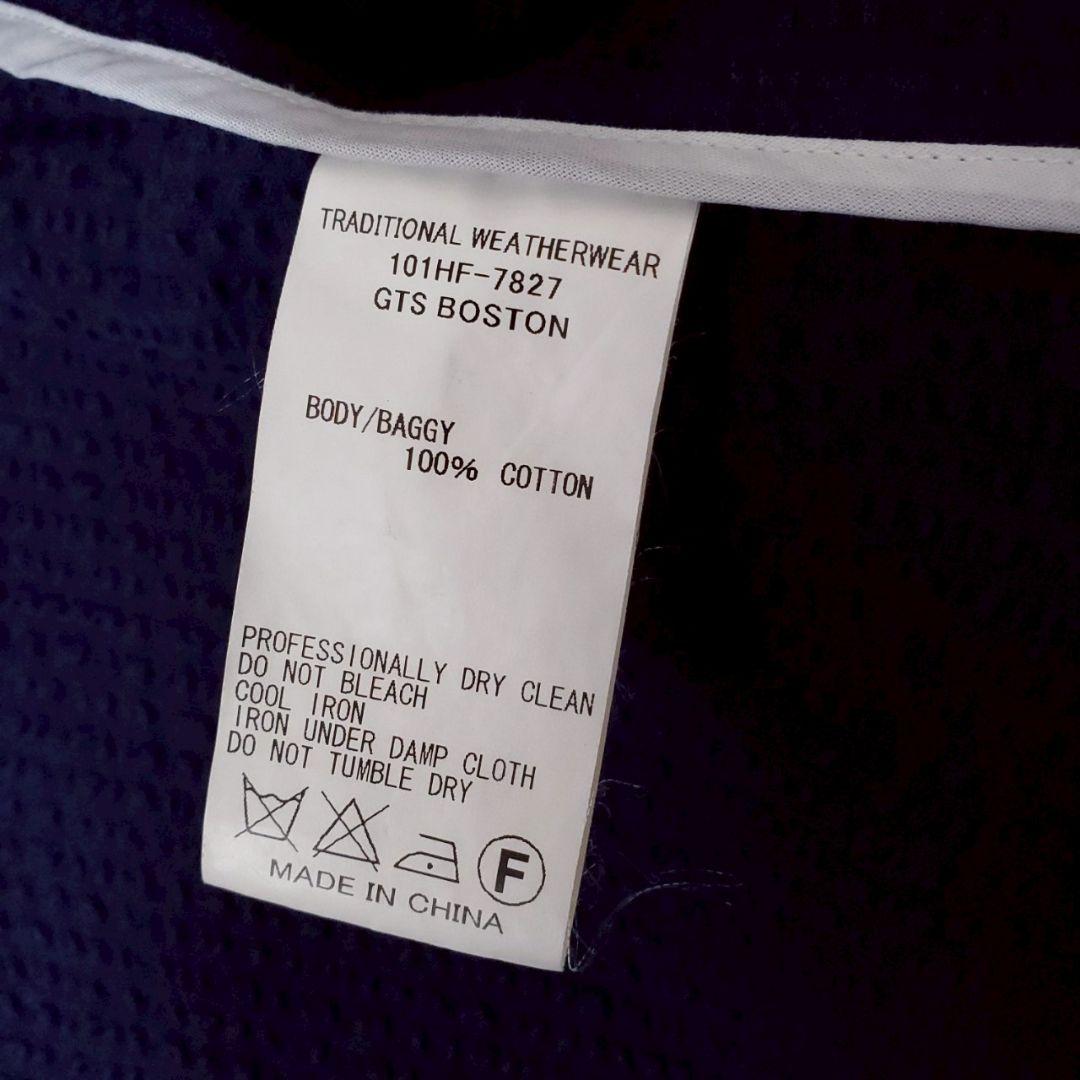 TRADITIONAL WEATHERWEAR
101HF-7827
GTS BOSTON
BODY/BAGGY
100% COTTON
PROFESSIONALLY DRY CLEAN
DO NOT BLEACH
COOL IRON
IRON UNDER DAMP CLOTH
DO NOT TUMBLE DRY
F
MADE IN CHINA